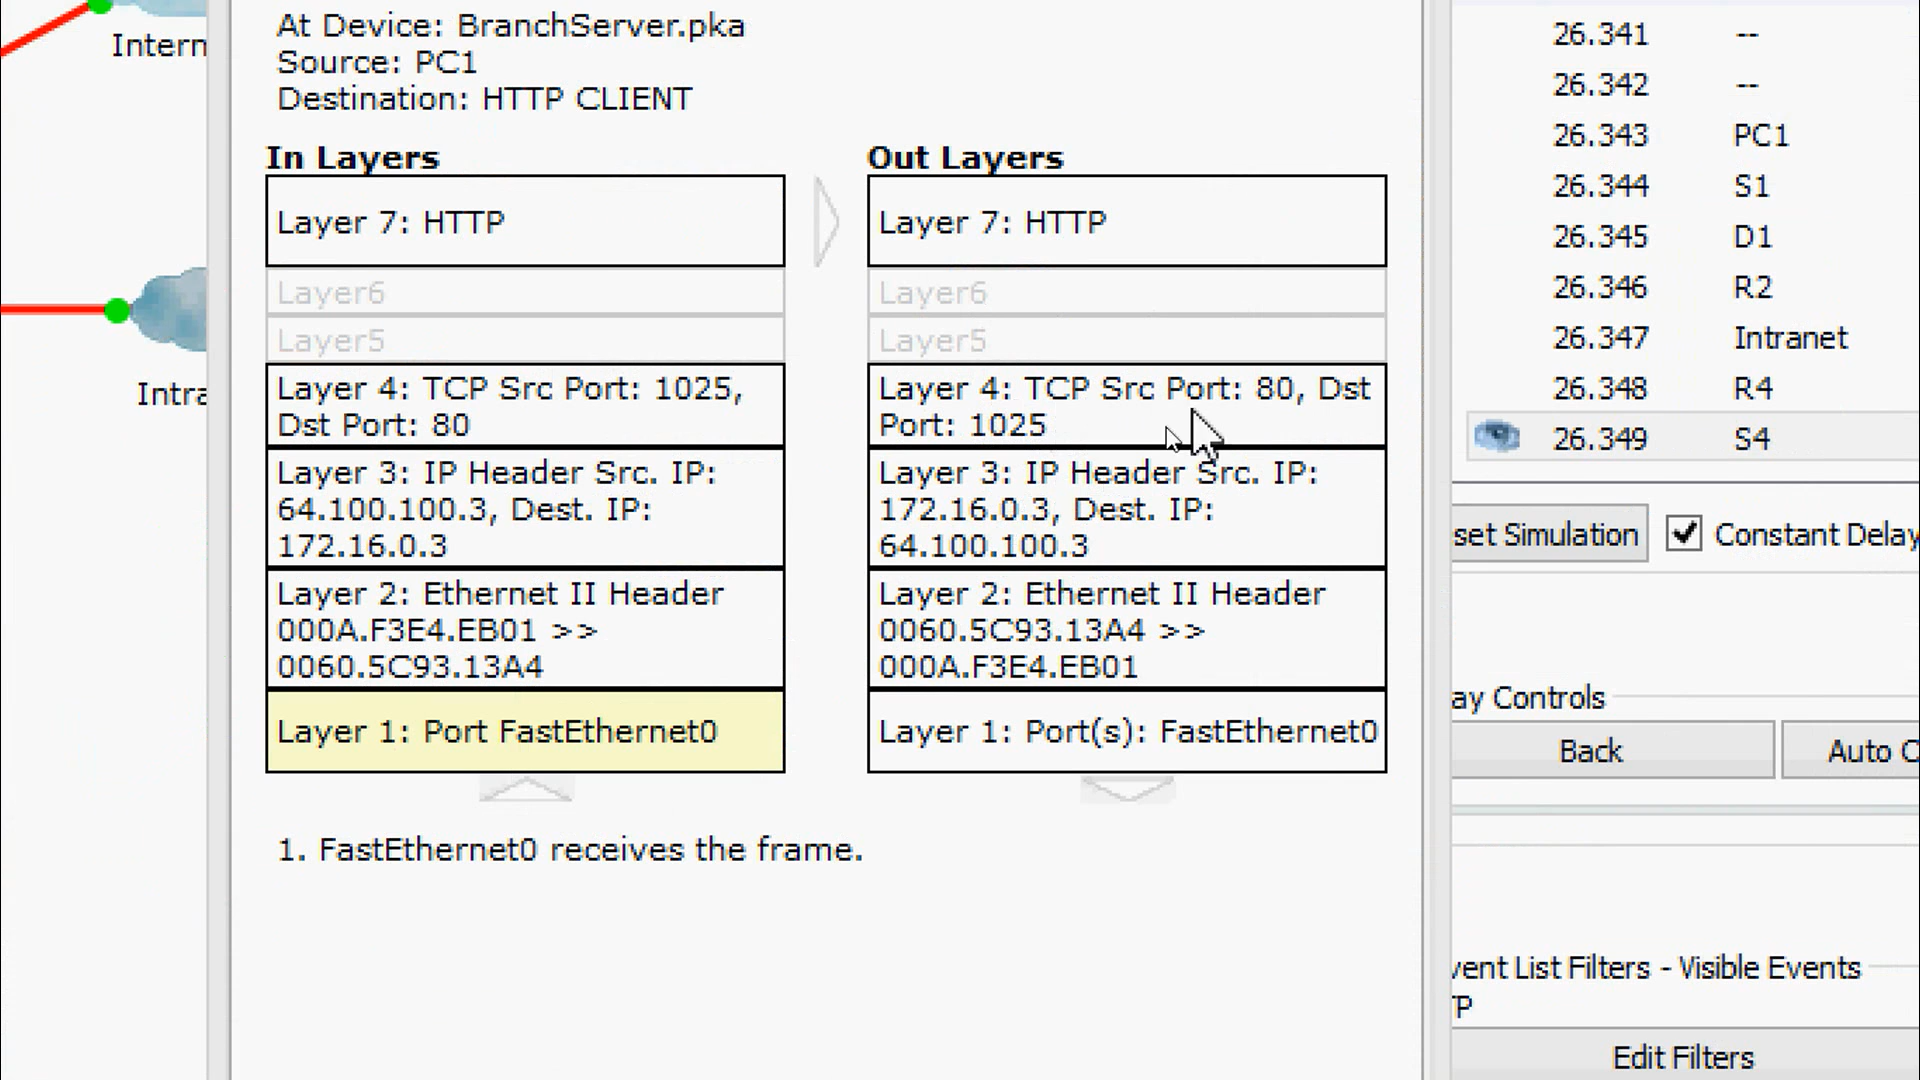 Intern
Intra
At Device: BranchServer.pka
Source: PC1
Destination: HTTP CLIENT
In Layers
Layer 7: HTTP
Layer6
Layer5
Layer 4: TCP Src Port: 1025,
Dst Port: 80
Layer 3: IP Header Src. IP:
64.100.100.3, Dest. IP:
172.16.0.3
Layer 2: Ethernet II Header
000A.F3E4.EB01 >>
0060.5C93.13A4
Layer 1: Port FastEthernet0
Out Layers
Layer 7: HTTP
Layer6
Layer5
Layer 4: TCP Src Port: 80, Dst
Port: 1025
Layer 3: IP Header Src. IP:
172.16.0.3, Dest. IP:
64.100.100.3
Layer 2: Ethernet II Header
0060.5C93.13A4 >>
000A.F3E4.EB01
Layer 1: Port(s): FastEthernet0
1. FastEthernet0 receives the frame.
26.341 --
26.342 --
26.343 PC1
26.344 S1
26.345 D1
26.346 R2
26.347 Intranet
26.348 R4
26.349 S4
set Simulation
Constant Delay
ay Controls
Back
Auto C
vent List Filters - Visible Events
TP
Edit Filters